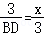 3/BD = x/3